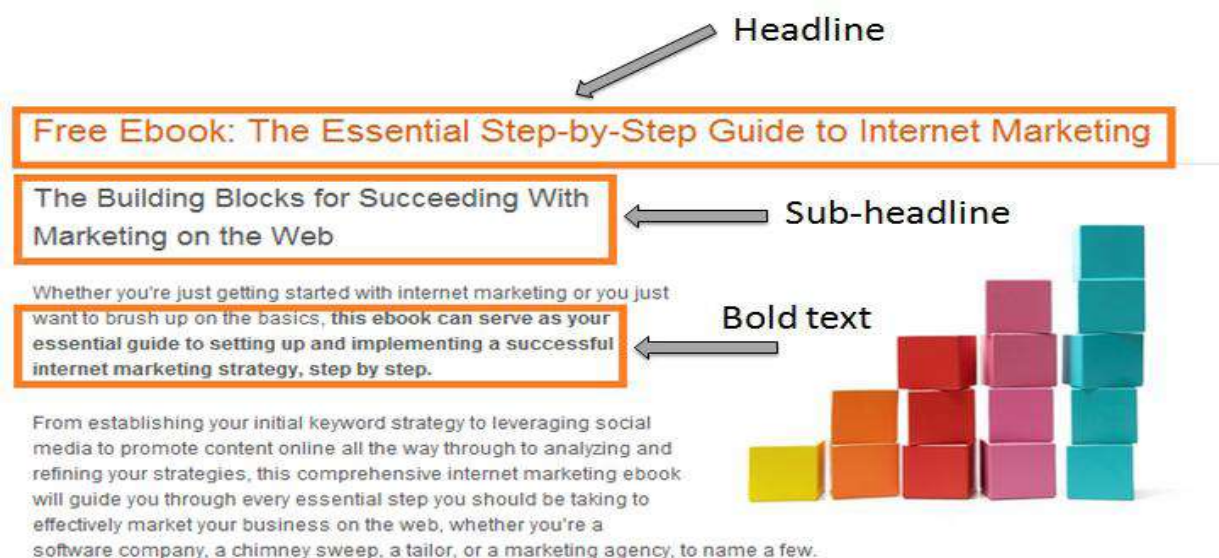 Headline
Free Ebook: The Essential Step-by-Step Guide to Internet Marketing
The Building Blocks for Succeeding With
Marketing on the Web
Sub-headline
Whether you're just getting started with internet marketing or you just
want to brush up on the basics, this ebook can serve as your
essential guide to setting up and implementing a successful
internet marketing strategy, step by step.
Bold text
From establishing your initial keyword strategy to leveraging social
media to promote content online all the way through to analyzing and
refining your strategies, this comprehensive internet marketing ebook
will guide you through every essential step you should be taking to
effectively market your business on the web, whether you're a
software company, a chimney sweep, a tailor, or a marketing agency, to name a few.